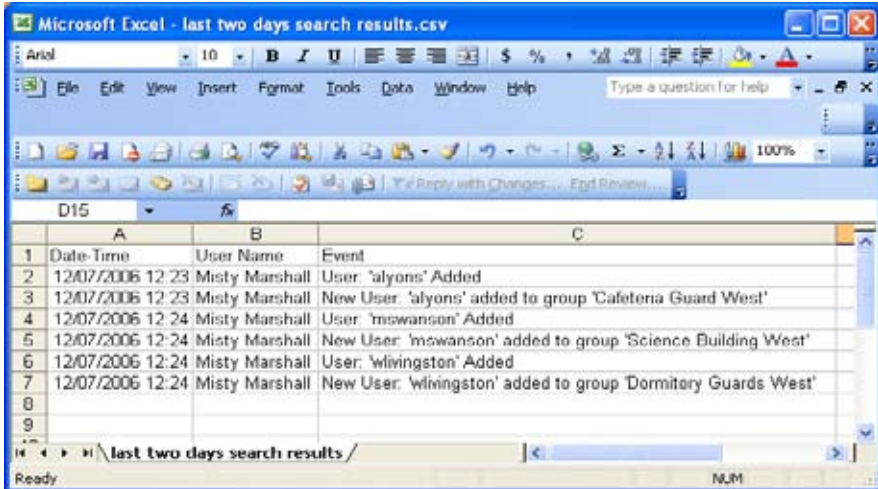 Microsoft Excel - last two days search results.csv
Arial 10 B I U $ % ,
File Edit View Insert Format Tools Data Window Help Type a question for help
Σ 100%
Reply with Changes... End Review...
D15 fx
A B C
1 Date-Time User Name Event
2 12/07/2006 12:23 Misty Marshall User: 'alyons' Added
3 12/07/2006 12:23 Misty Marshall New User: 'alyons' added to group 'Cafeteria Guard West'
4 12/07/2006 12:24 Misty Marshall User: 'mswanson' Added
5 12/07/2006 12:24 Misty Marshall New User: 'mswanson' added to group 'Science Building West'
6 12/07/2006 12:24 Misty Marshall User: 'wlivingston' Added
7 12/07/2006 12:24 Misty Marshall New User: 'wlivingston' added to group 'Dormitory Guards West'
8
9
last two days search results
Ready NUM